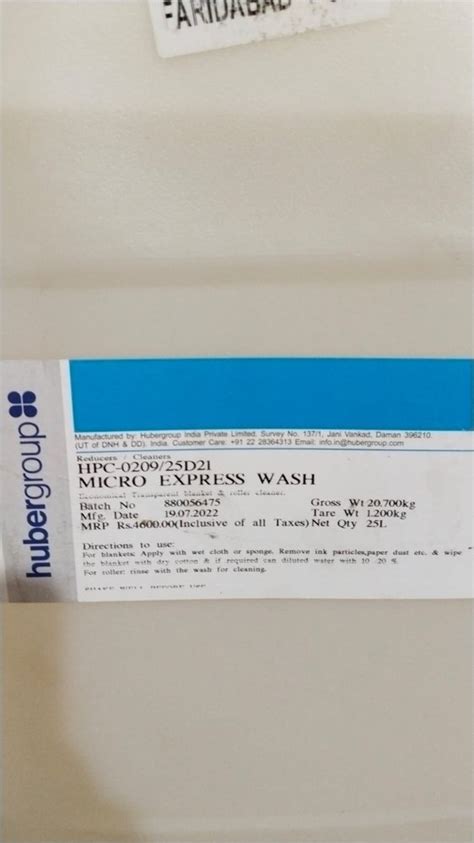 FARIDABAD
hubergroup
Manufactured by: Hubergroup India Private Limited, Survey No. 137/1, Jani Vankad, Daman 396210.
(UT of DNH & DD). India. Customer Care: +91 22 28364313 Email: info.in@hubergroup.com
Reducers / Cleaners
HPC-0209/25D21
MICRO EXPRESS WASH
Economical Transparent blanket & roller cleaner.
Batch No 880056475 Gross Wt 20.700kg
Mfg. Date 19.07.2022 Tare Wt 1.200kg
MRP Rs.4600.00(Inclusive of all Taxes) Net Qty 25L
Directions to use:
For blankets: Apply with wet cloth or sponge. Remove ink particles,paper dust etc. & wipe
the blanket with dry cotton & if required can diluted water with 10 -20 %
For roller: rinse with the wash for cleaning.
SHAKE WELL BEFORE USE